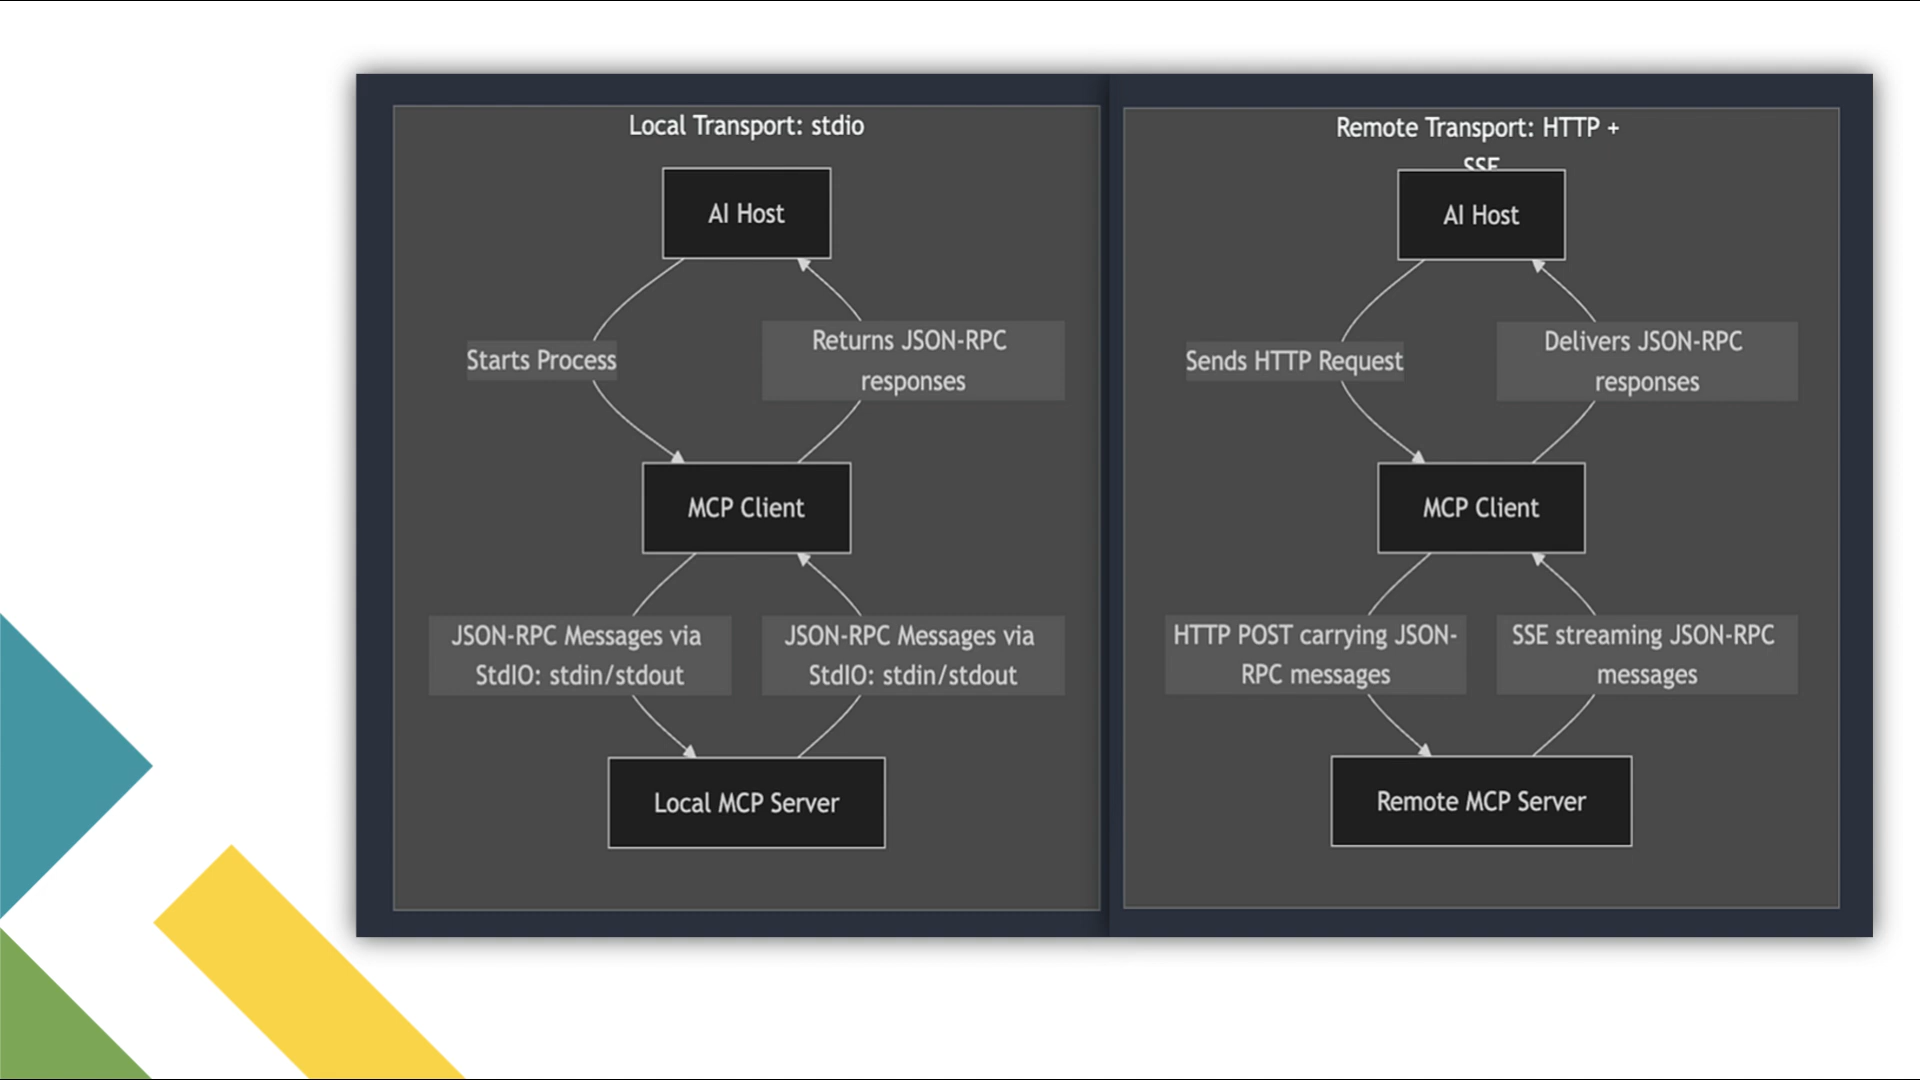 Local Transport: stdio
AI Host
Starts Process
Returns JSON-RPC
responses
MCP Client
JSON-RPC Messages via
StdIO: stdin/stdout
JSON-RPC Messages via
StdIO: stdin/stdout
Local MCP Server
Remote Transport: HTTP +
SSE
AI Host
Sends HTTP Request
Delivers JSON-RPC
responses
MCP Client
HTTP POST carrying JSON-
RPC messages
SSE streaming JSON-RPC
messages
Remote MCP Server